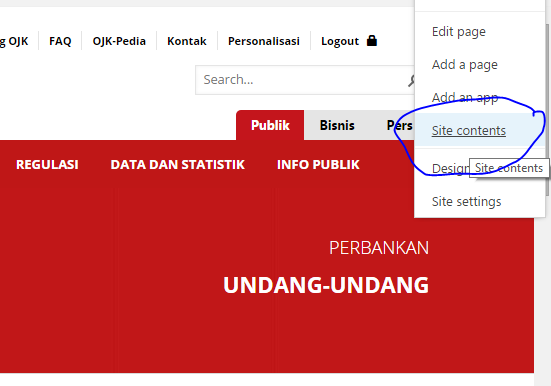 Edit page
g OJK FAQ OJK-Pedia Kontak Personalisasi Logout
Add a page
Search...
Add an app
Publik Bisnis Pers
Site contents
REGULASI DATA DAN STATISTIK INFO PUBLIK
Desig
Site contents
Site settings
PERBANKAN
UNDANG-UNDANG